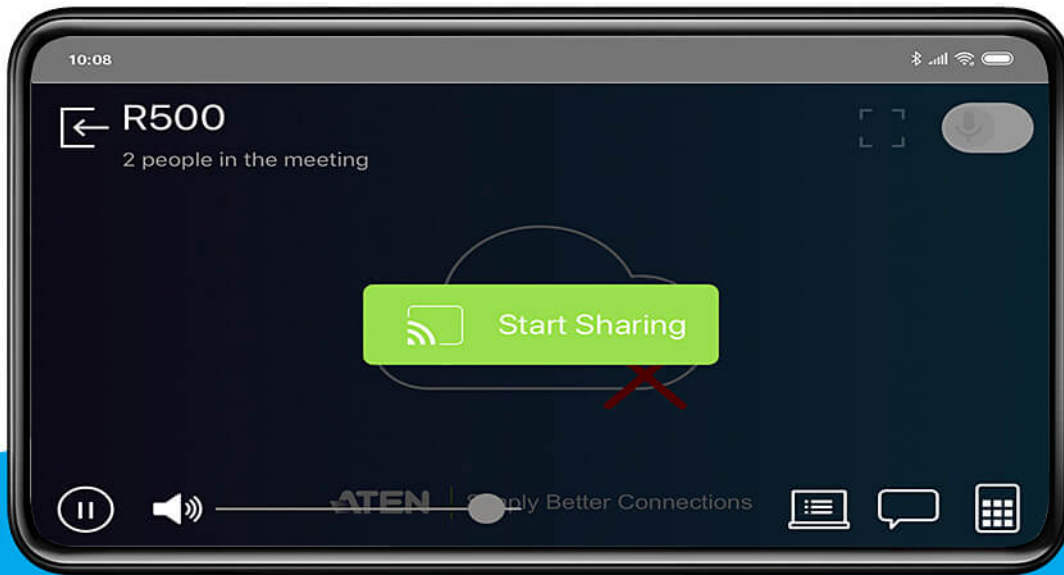 10:08
R500
2 people in the meeting
Start Sharing
ATEN
Better Connections